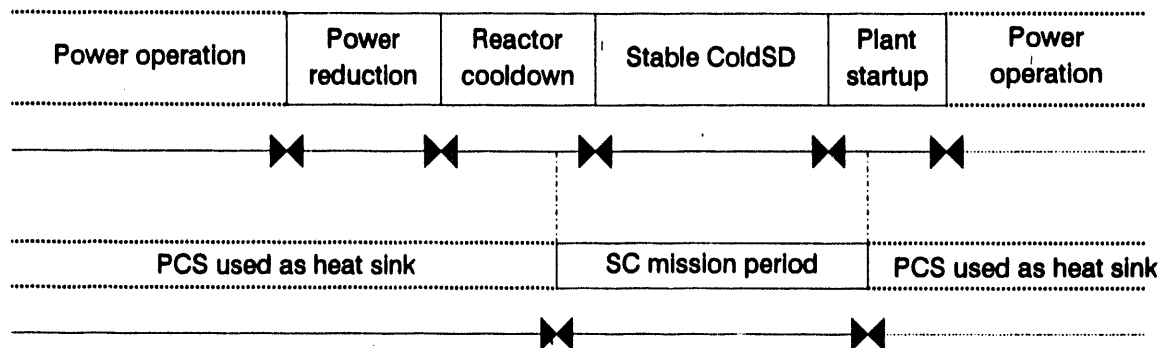 Power operation
Power
reduction
Reactor
cooldown
Stable ColdSD
Plant
startup
Power
operation
PCS used as heat sink
SC mission period
PCS used as heat sink